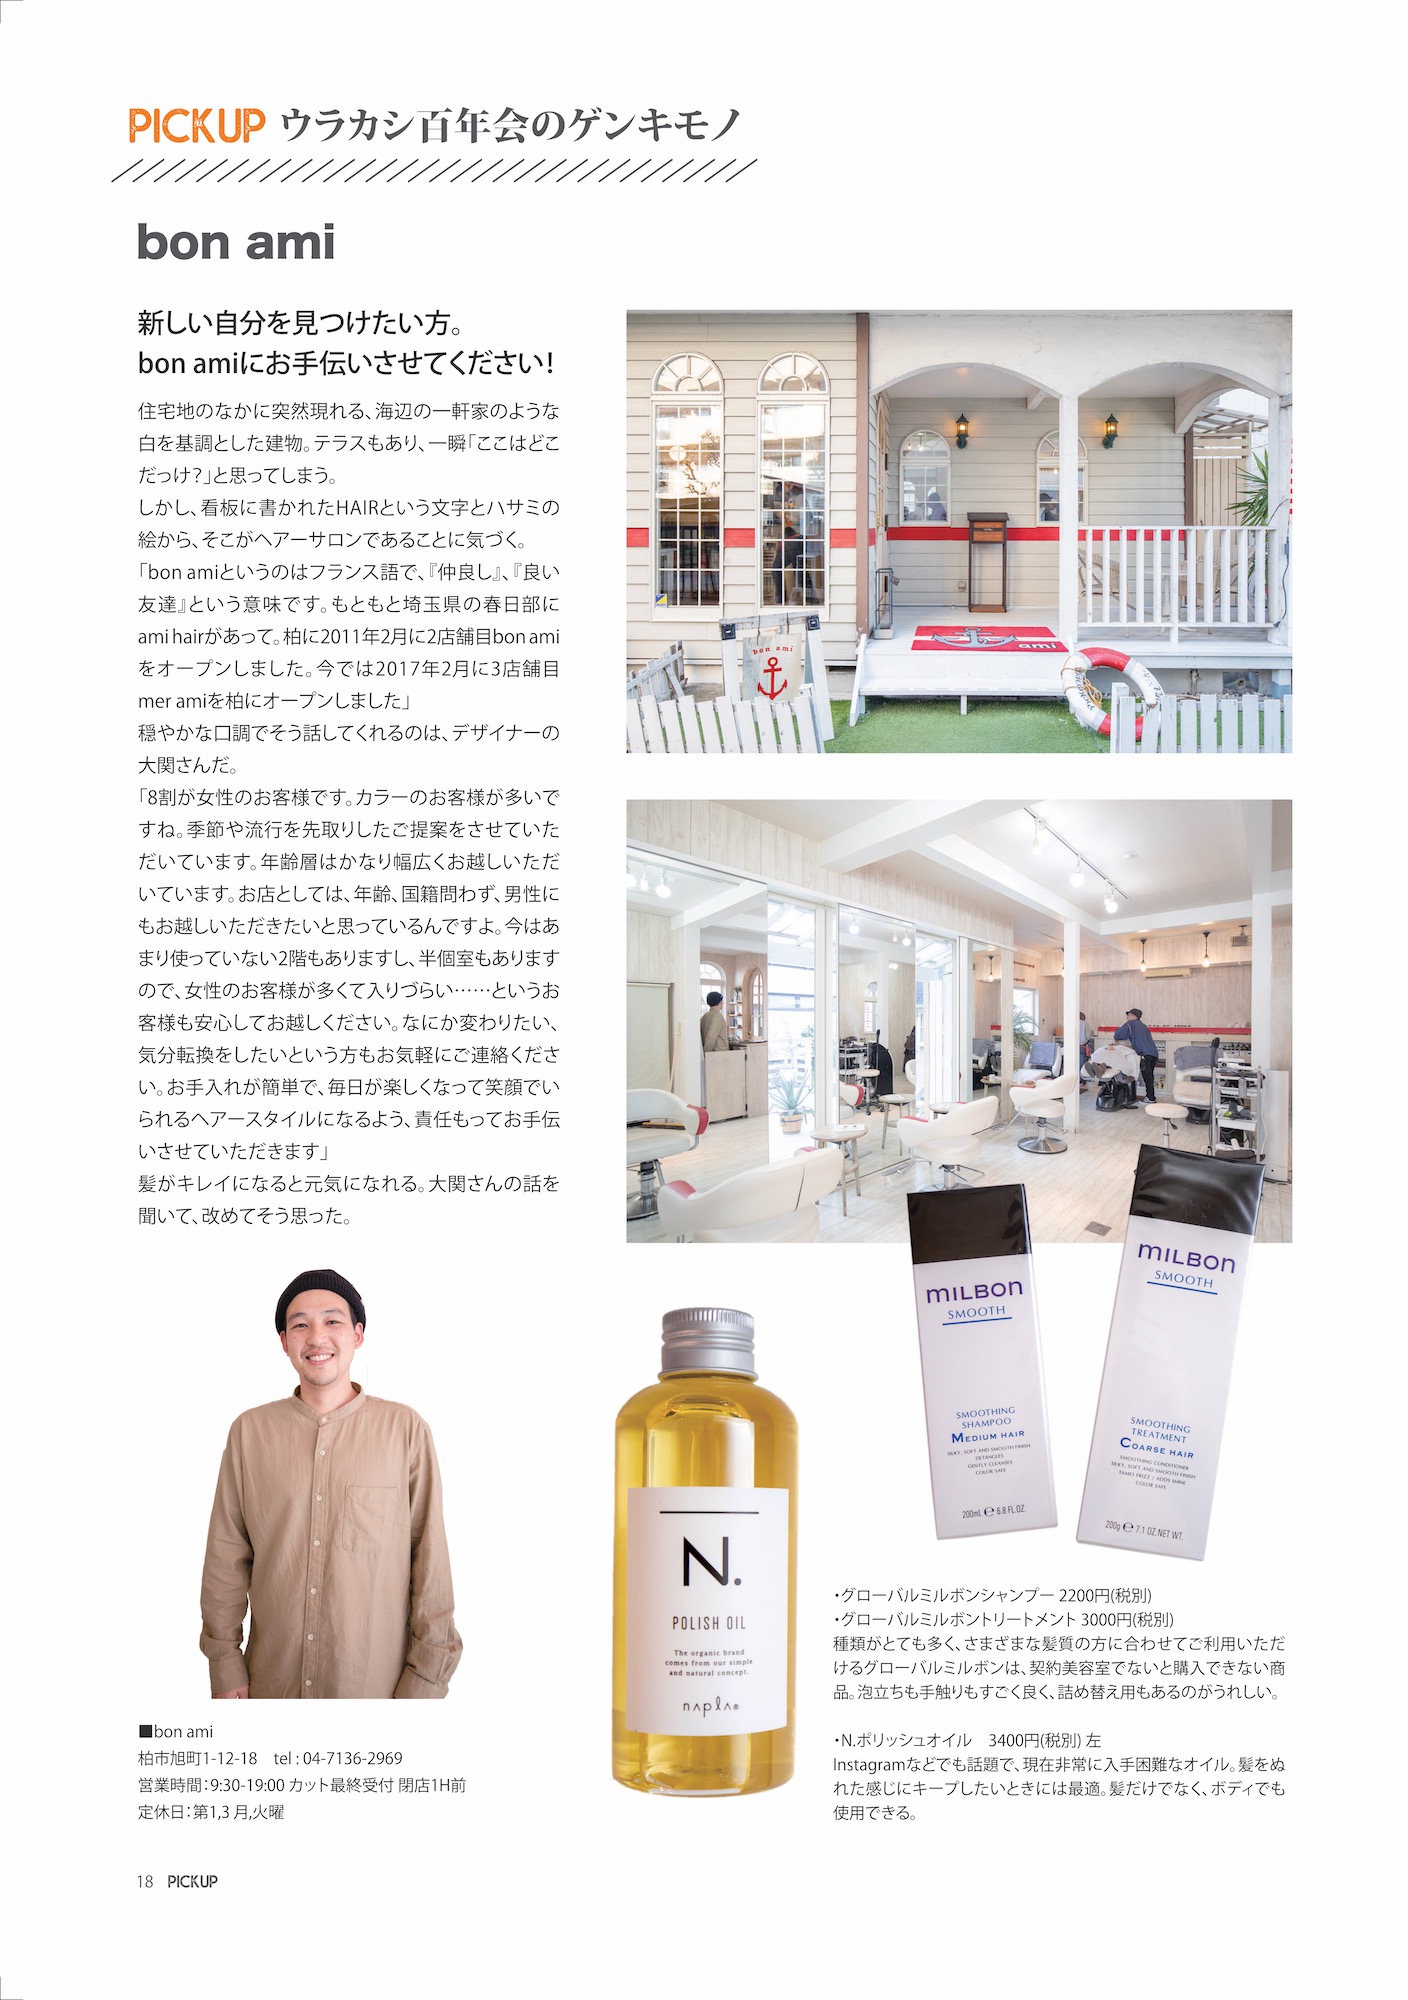 PICKUP ウラカシ百年会のゲンキモノ
bon ami
新しい自分を見つけたい方。
bon amiにお手伝いさせてください!
住宅地のなかに突然現れる、海辺の一軒家のような
白を基調とした建物。テラスもあり、一瞬「ここはどこ
だっけ?」と思ってしまう。
しかし、看板に書かれたHAIRという文字とハサミの
絵から、そこがヘアーサロンであることに気づく。
「bon amiというのはフランス語で、『仲良し』、『良い
友達』という意味です。もともと埼玉県の春日部に
ami hairがあって。柏に2011年2月に2店舗目bon ami
をオープンしました。今では2017年2月に3店舗目
mer amiを柏にオープンしました」
穏やかな口調でそう話してくれるのは、デザイナーの
大関さんだ。
「8割が女性のお客様です。カラーのお客様が多いで
すね。季節や流行を先取りしたご提案をさせていた
だいています。年齢層はかなり幅広くお越しいただ
いています。お店としては、年齢、国籍問わず、男性に
もお越しいただきたいと思っているんですよ。今はあ
まり使っていない2階もありますし、半個室もあります
ので、女性のお客様が多くて入りづらい……というお
客様も安心してお越しください。なにか変わりたい、
気分転換をしたいという方もお気軽にご連絡くださ
い。お手入れが簡単で、毎日が楽しくなって笑顔でい
られるヘアースタイルになるよう、責任もってお手伝
いさせていただきます」
髪がキレイになると元気になれる。大関さんの話を
聞いて、改めてそう思った。
■bon ami
柏市旭町1-12-18　tel : 04-7136-2969
営業時間:9:30-19:00 カット最終受付 閉店1H前
定休日:第1,3 月,火曜
bon ami
ami
MILBON
SMOOTH
SMOOTHING
SHAMPOO
MEDIUM HAIR
SILKY, SOFT AND SMOOTH FINISH
DETANGLES
GENTLY CLEANSES
COLOR SAFE
200mL ℮ 6.8 FL.OZ.
MILBON
SMOOTH
SMOOTHING
TREATMENT
COARSE HAIR
SMOOTHING CONDITIONER
SILKY, SOFT AND SMOOTH FINISH
TAMES FRIZZ / ADDS SHINE
COLOR SAFE
200g ℮ 7.1 OZ.NET WT.
N.
POLISH OIL
The organic brand
comes from our simple
and natural concept.
napla®
・グローバルミルボンシャンプー 2200円(税別)
・グローバルミルボントリートメント 3000円(税別)
種類がとても多く、さまざまな髪質の方に合わせてご利用いただ
けるグローバルミルボンは、契約美容室でないと購入できない商
品。泡立ちも手触りもすごく良く、詰め替え用もあるのがうれしい。
・N.ポリッシュオイル　3400円(税別) 左
Instagramなどでも話題で、現在非常に入手困難なオイル。髪をぬ
れた感じにキープしたいときには最適。髪だけでなく、ボディでも
使用できる。
18 PICKUP